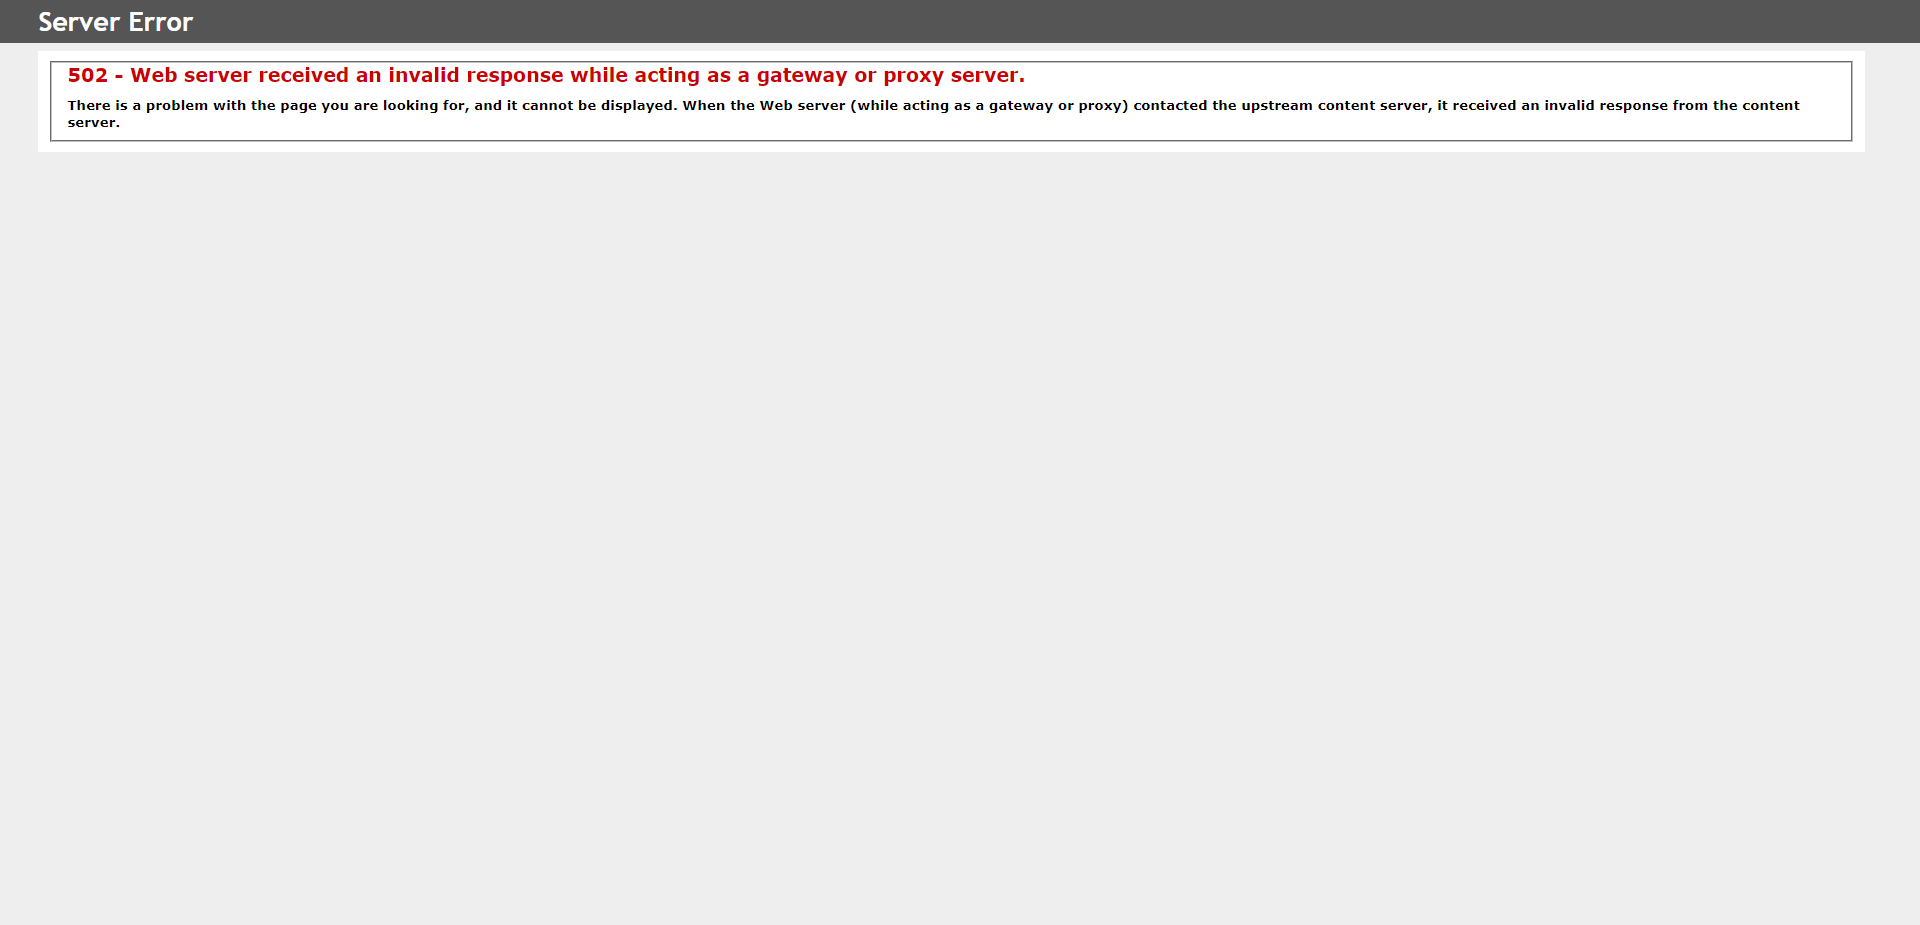 Server Error
502 - Web server received an invalid response while acting as a gateway or proxy server.
There is a problem with the page you are looking for, and it cannot be displayed. When the Web server (while acting as a gateway or proxy) contacted the upstream content server, it received an invalid response from the content
server.